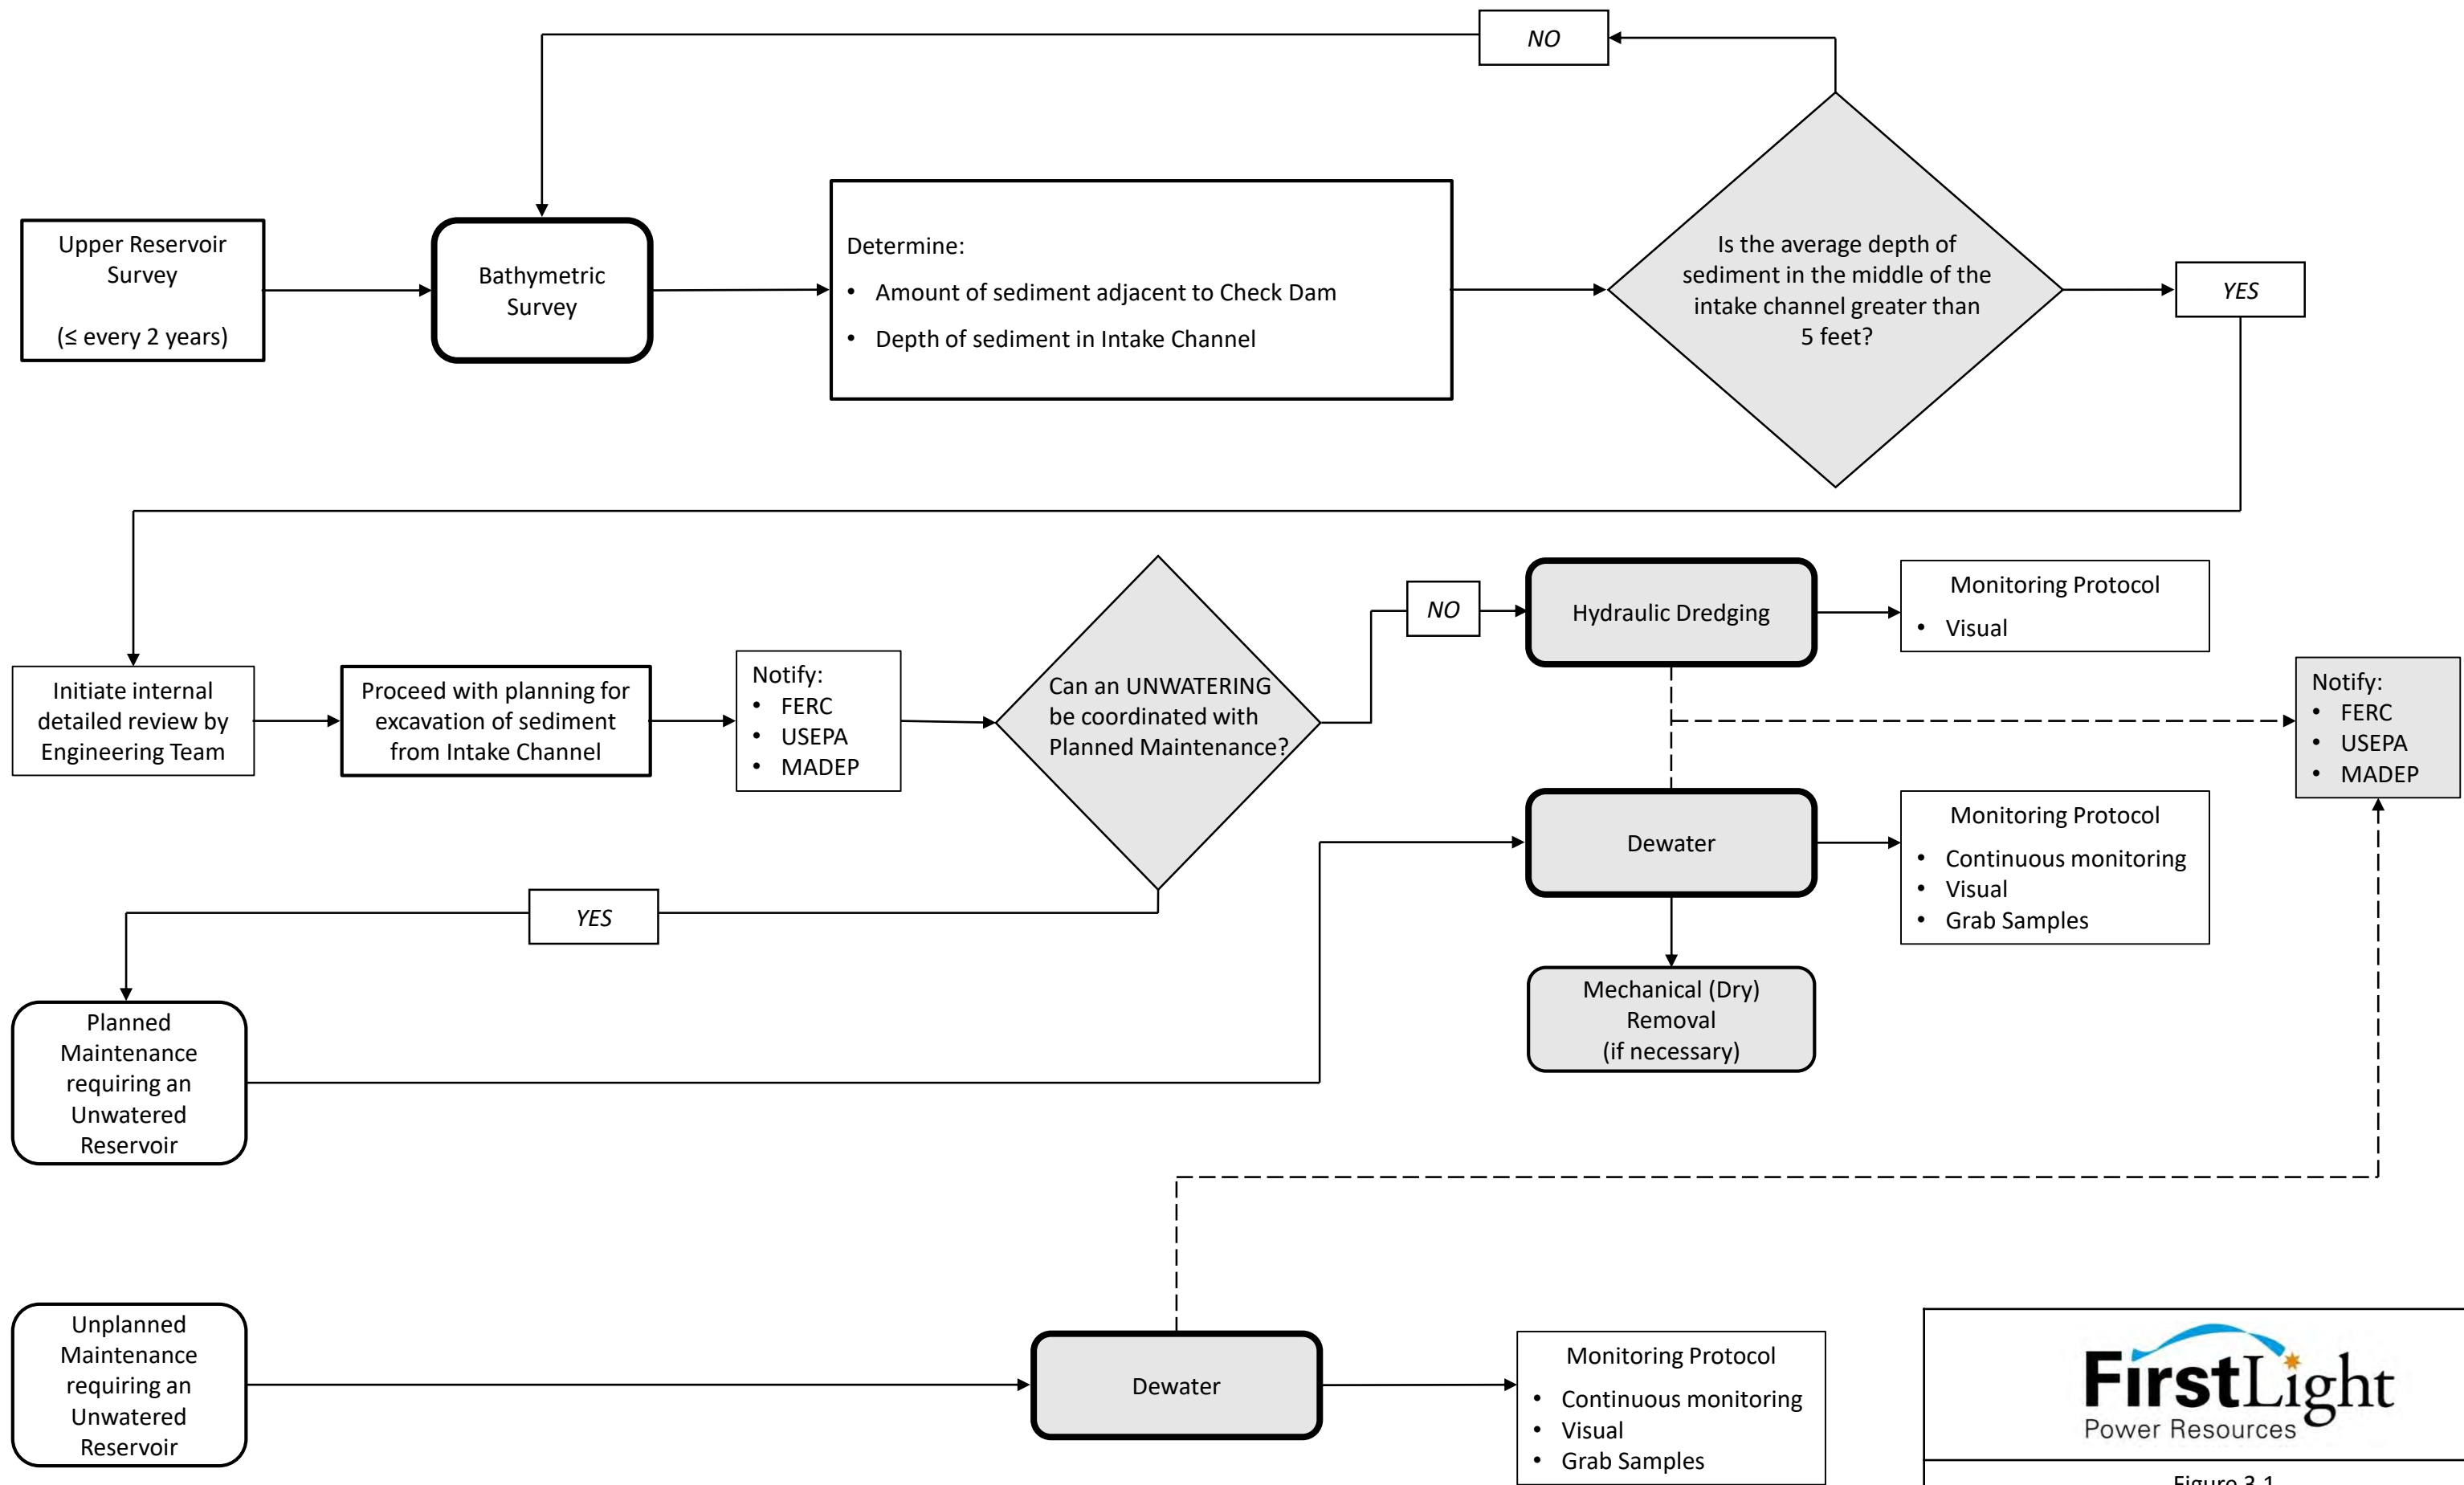 NO
Upper Reservoir
Survey
(≤ every 2 years)
Bathymetric
Survey
Determine:
• Amount of sediment adjacent to Check Dam
• Depth of sediment in Intake Channel
Is the average depth of
sediment in the middle of the
intake channel greater than
5 feet?
YES
Initiate internal
detailed review by
Engineering Team
Proceed with planning for
excavation of sediment
from Intake Channel
Notify:
• FERC
• USEPA
• MADEP
Can an UNWATERING
be coordinated with
Planned Maintenance?
NO
Hydraulic Dredging
Monitoring Protocol
• Visual
Notify:
• FERC
• USEPA
• MADEP
Dewater
Monitoring Protocol
• Continuous monitoring
• Visual
• Grab Samples
Mechanical (Dry)
Removal
(if necessary)
YES
Planned
Maintenance
requiring an
Unwatered
Reservoir
Unplanned
Maintenance
requiring an
Unwatered
Reservoir
Dewater
Monitoring Protocol
• Continuous monitoring
• Visual
• Grab Samples
FirstLight
Power Resources
Figure 3.1